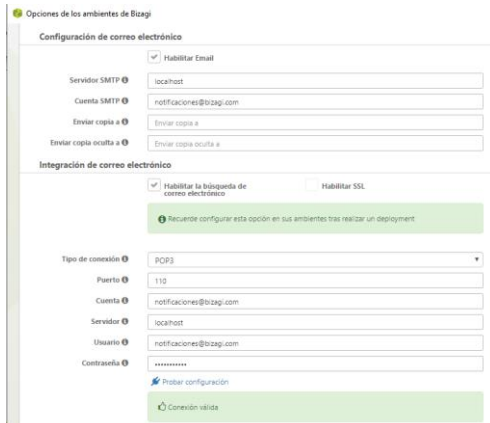 Opciones de los ambientes de Bizagi
Configuración de correo electrónico
Habilitar Email
Servidor SMTP
localhost
Cuenta SMTP
notificaciones@bizagi.com
Enviar copia a
Enviar copia a
Enviar copia oculta a
Enviar copia oculta a
Integración de correo electrónico
Habilitar la búsqueda de
correo electrónico
Habilitar SSL
Recuerde configurar esta opción en sus ambientes tras realizar un deployment
Tipo de conexión
POP3
Puerto
110
Cuenta
notificaciones@bizagi.com
Servidor
localhost
Usuario
notificaciones@bizagi.com
Contraseña
•••••••••••
Probar configuración
Conexión válida